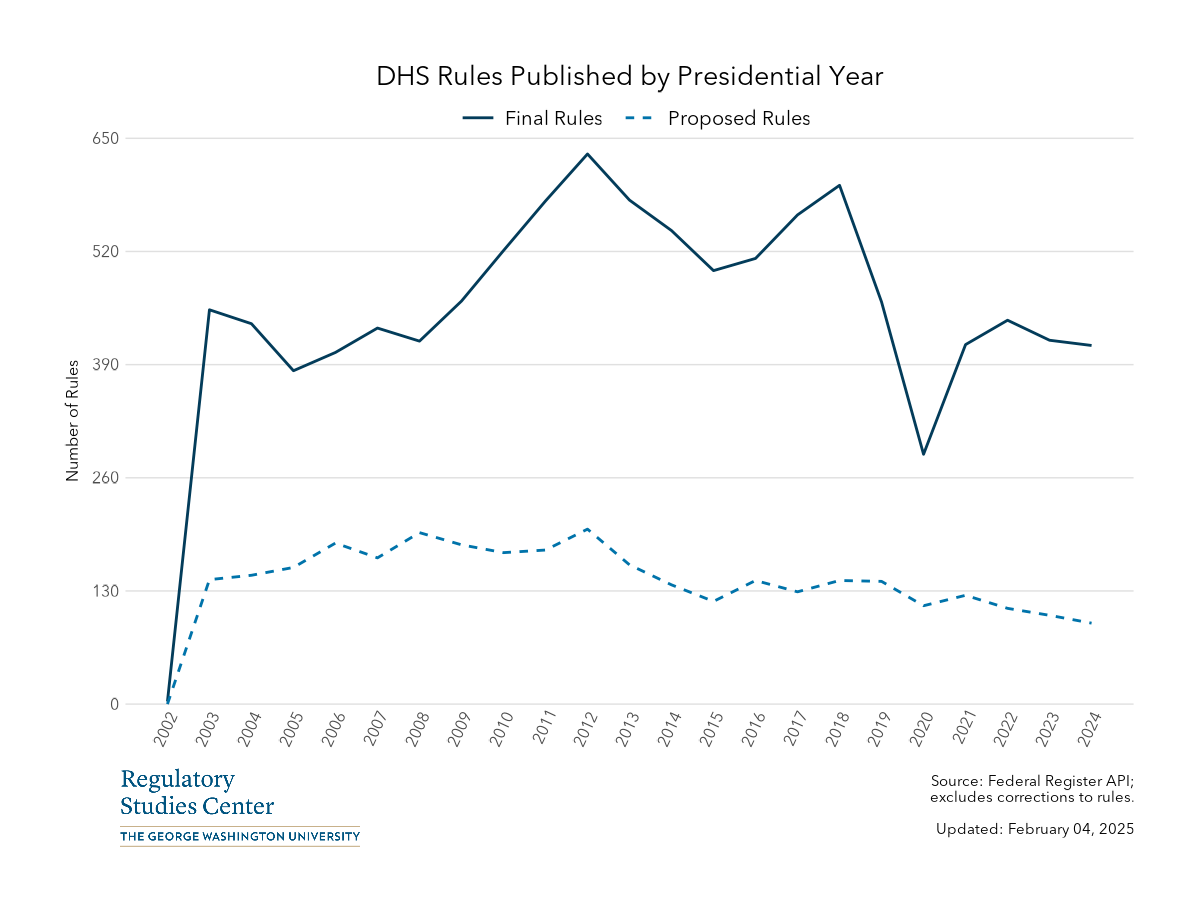 DHS Rules Published by Presidential Year
Final Rules
Proposed Rules
650
520
390
260
130
0
Number of Rules
2002
2003
2004
2005
2006
2007
2008
2009
2010
2011
2012
2013
2014
2015
2016
2017
2018
2019
2020
2021
2022
2023
2024
Regulatory
Studies Center
THE GEORGE WASHINGTON UNIVERSITY
Source: Federal Register API;
excludes corrections to rules.
Updated: February 04, 2025